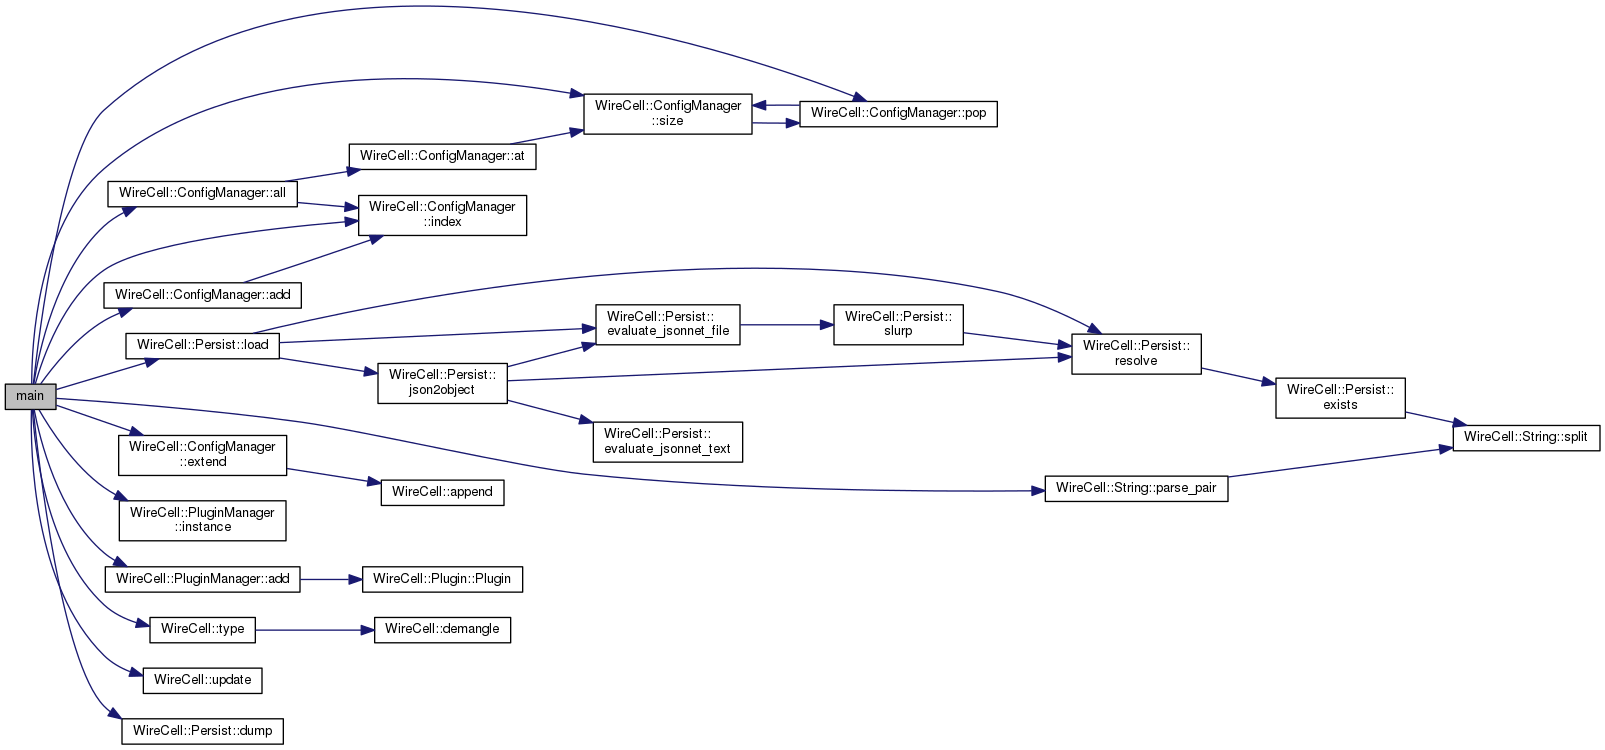 main
WireCell::ConfigManager::all
WireCell::ConfigManager::add
WireCell::Persist::load
WireCell::ConfigManager
::extend
WireCell::PluginManager
::instance
WireCell::PluginManager::add
WireCell::type
WireCell::update
WireCell::Persist::dump
WireCell::ConfigManager::at
WireCell::ConfigManager
::index
WireCell::Persist::
json2object
WireCell::append
WireCell::Plugin::Plugin
WireCell::demangle
WireCell::ConfigManager
::size
WireCell::Persist::
evaluate_jsonnet_file
WireCell::Persist::
evaluate_jsonnet_text
WireCell::ConfigManager::pop
WireCell::Persist::
slurp
WireCell::Persist::
resolve
WireCell::String::parse_pair
WireCell::Persist::
exists
WireCell::String::split